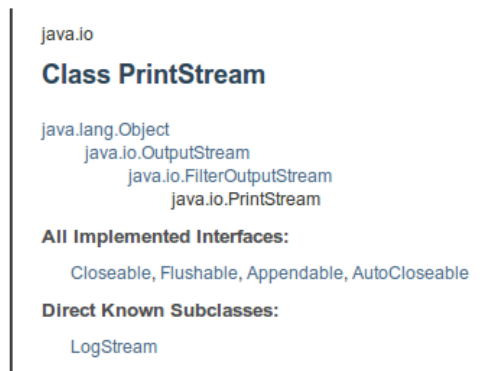 java.io
Class PrintStream
java.lang.Object
java.io.OutputStream
java.io.FilterOutputStream
java.io.PrintStream
All Implemented Interfaces:
Closeable, Flushable, Appendable, AutoCloseable
Direct Known Subclasses:
LogStream